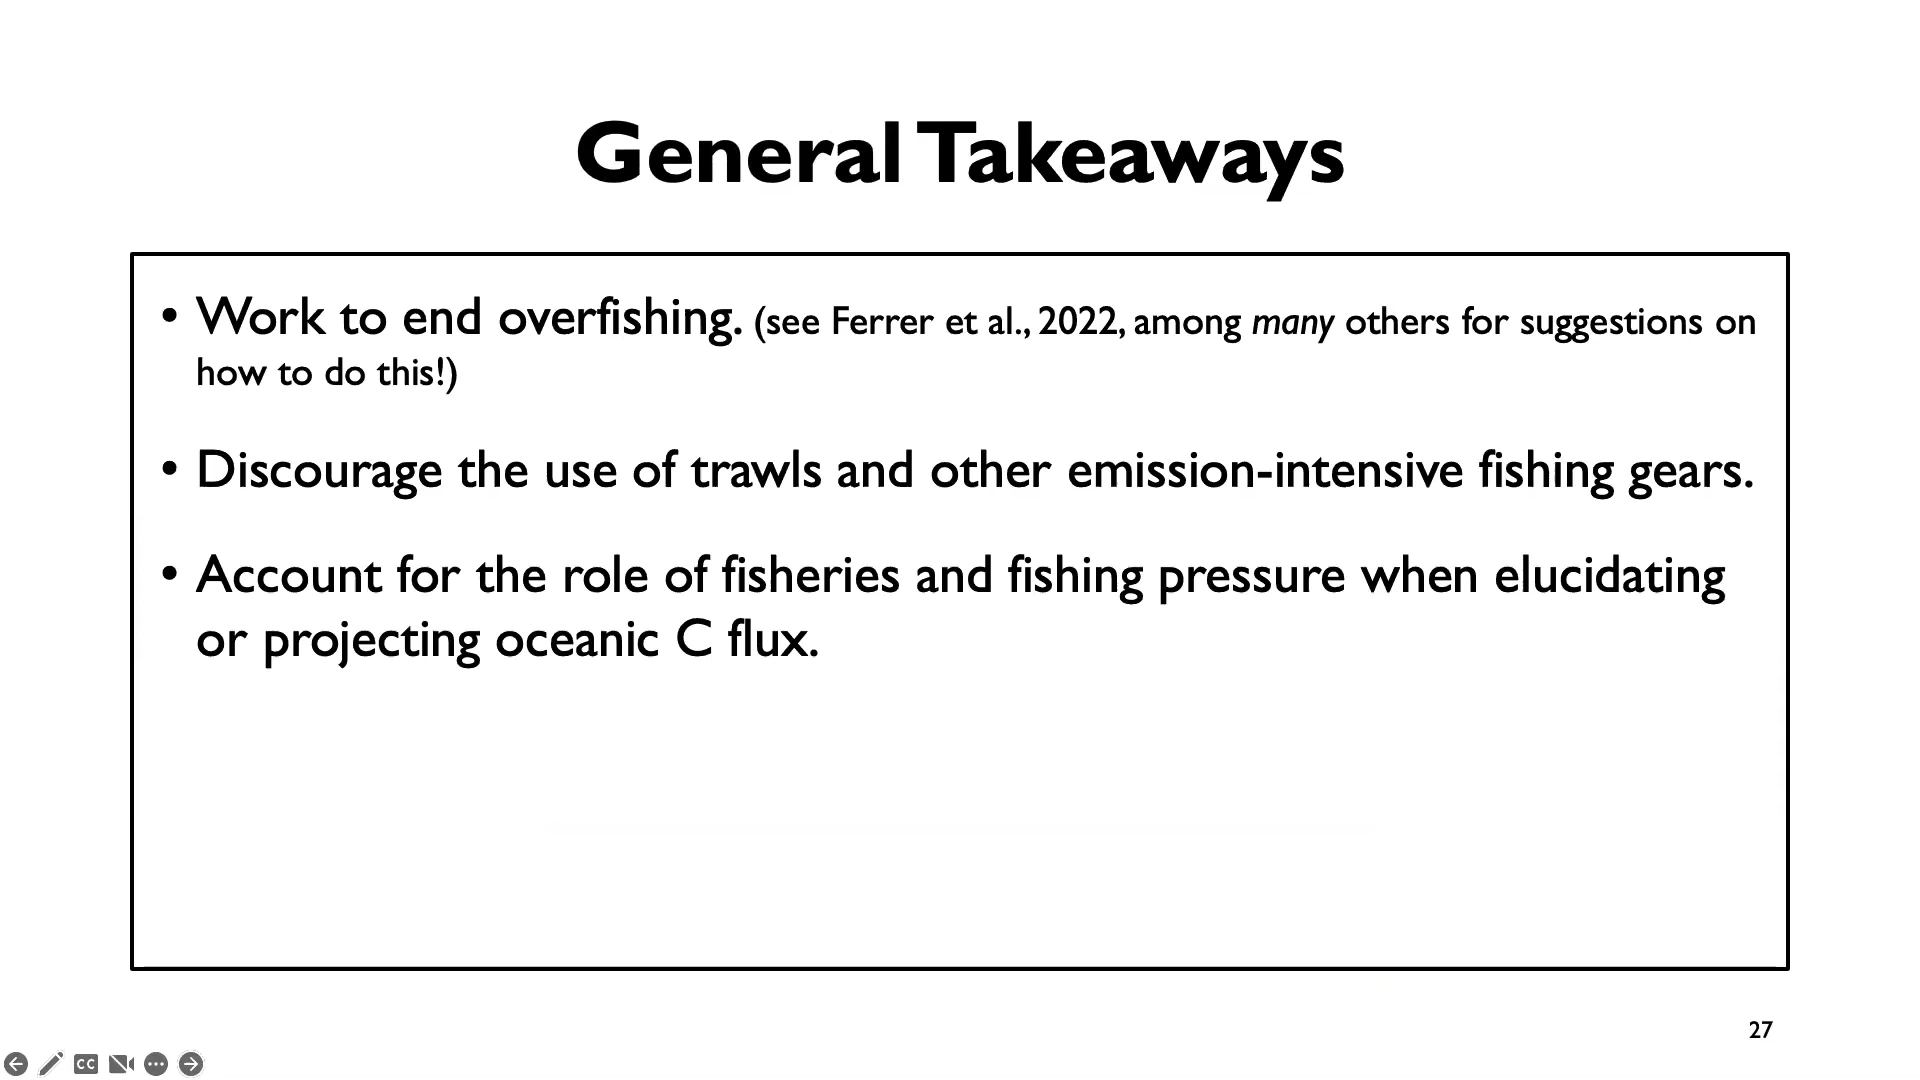 General Takeaways
• Work to end overfishing. (see Ferrer et al., 2022, among many others for suggestions on
how to do this!)
• Discourage the use of trawls and other emission-intensive fishing gears.
• Account for the role of fisheries and fishing pressure when elucidating
or projecting oceanic C flux.
27
CC